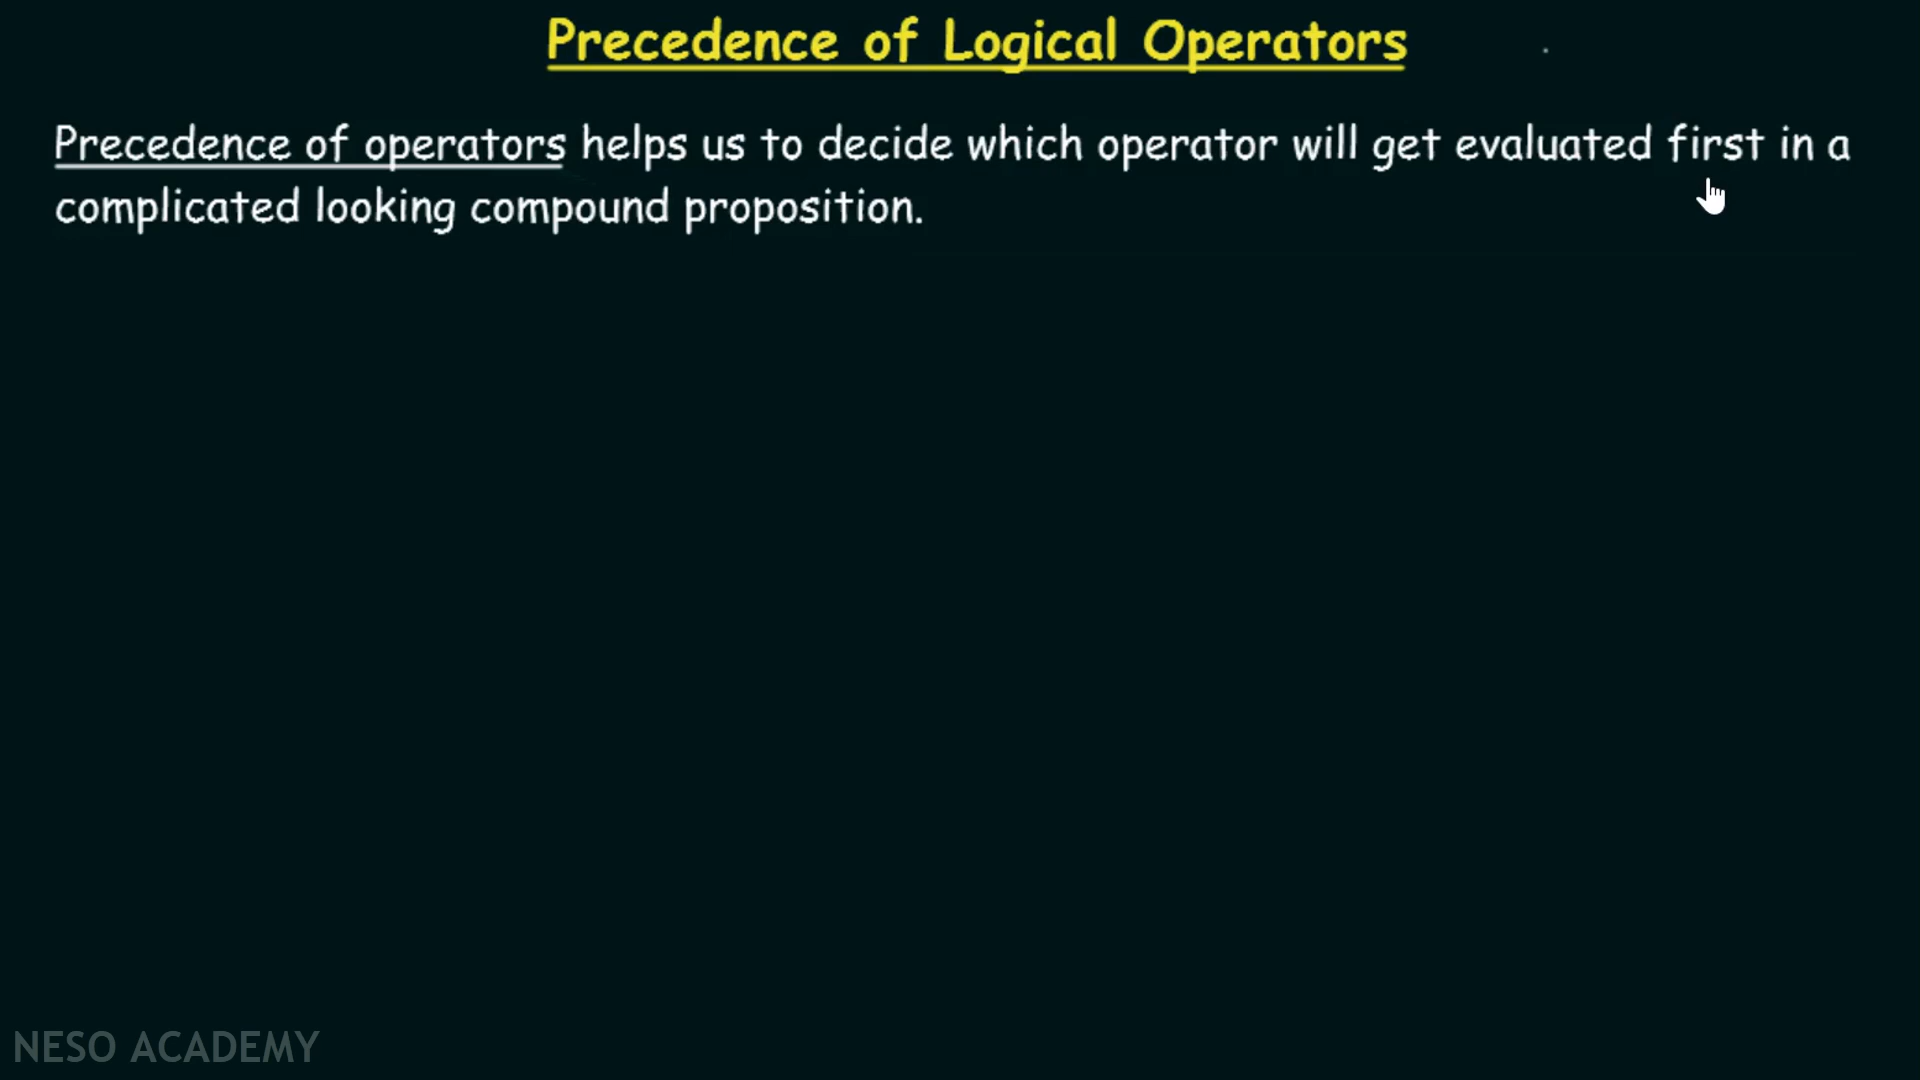 Precedence of Logical Operators
Precedence of operators helps us to decide which operator will get evaluated first in a
complicated looking compound proposition.
NESO ACADEMY